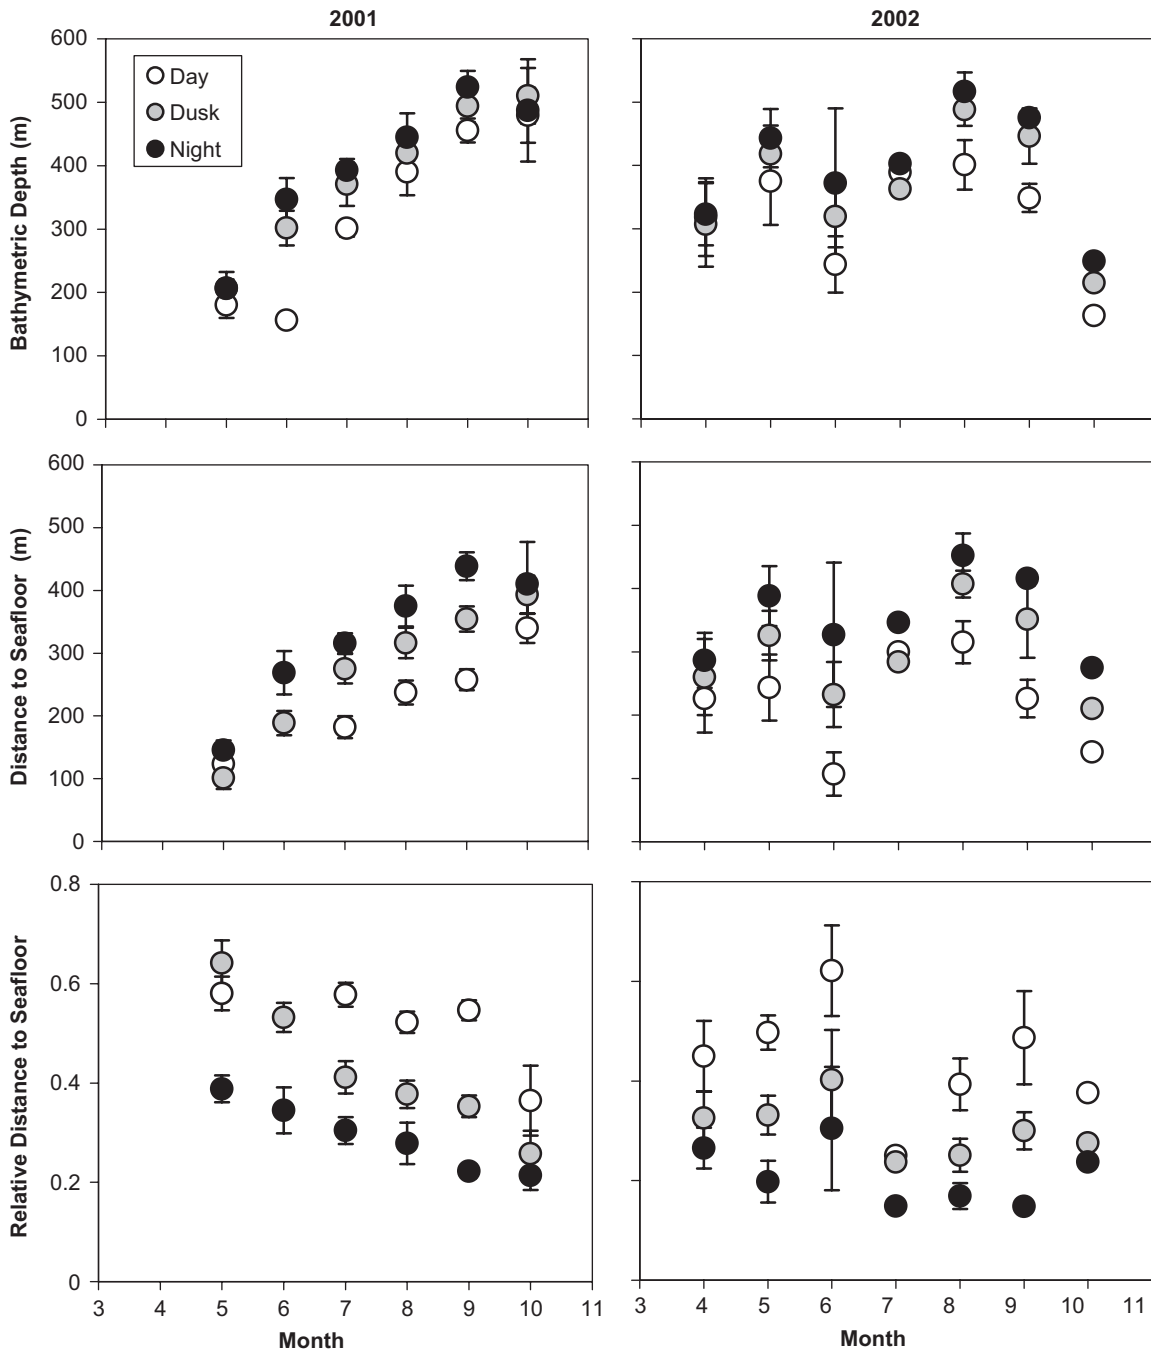 2001
2002
Bathymetric Depth (m)
600
500
400
300
200
100
0
Day
Dusk
Night
Distance to Seafloor (m)
600
500
400
300
200
100
0
Relative Distance to Seafloor
0.8
0.6
0.4
0.2
0
3 4 5 6 7 8 9 10 11
Month
3 4 5 6 7 8 9 10 11
Month